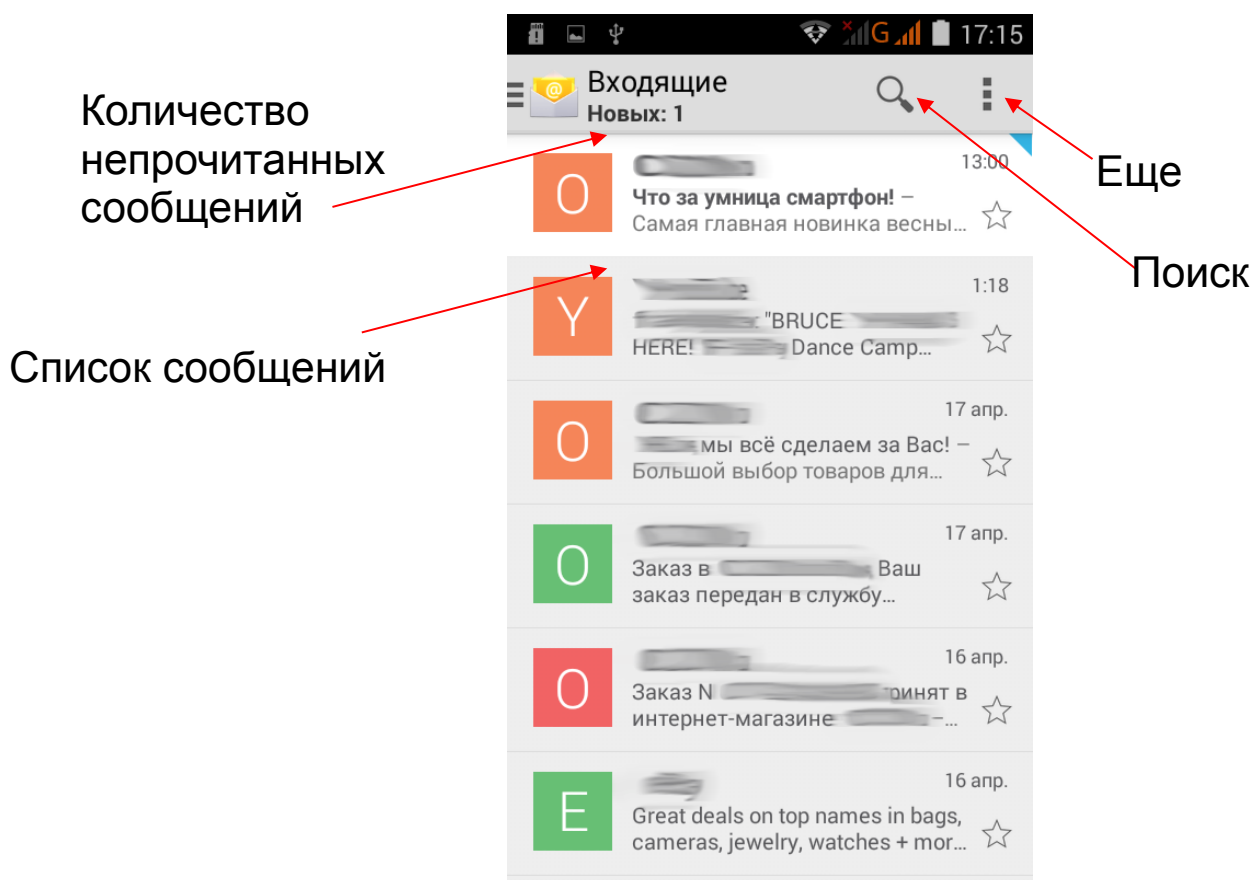 G 17:15
Входящие
Новых: 1
Количество
непрочитанных
сообщений
Еще
Поиск
Список сообщений
O
13:00
Что за умница смартфон! –
Самая главная новинка весны...
Y
1:18
"BRUCE
HERE! Dance Camp...
O
17 апр.
мы всё сделаем за Вас! –
Большой выбор товаров для...
O
17 апр.
Заказ в Ваш
заказ передан в службу...
O
16 апр.
Заказ N в
интернет-магазине –...
E
16 апр.
Great deals on top names in bags,
cameras, jewelry, watches + mor...